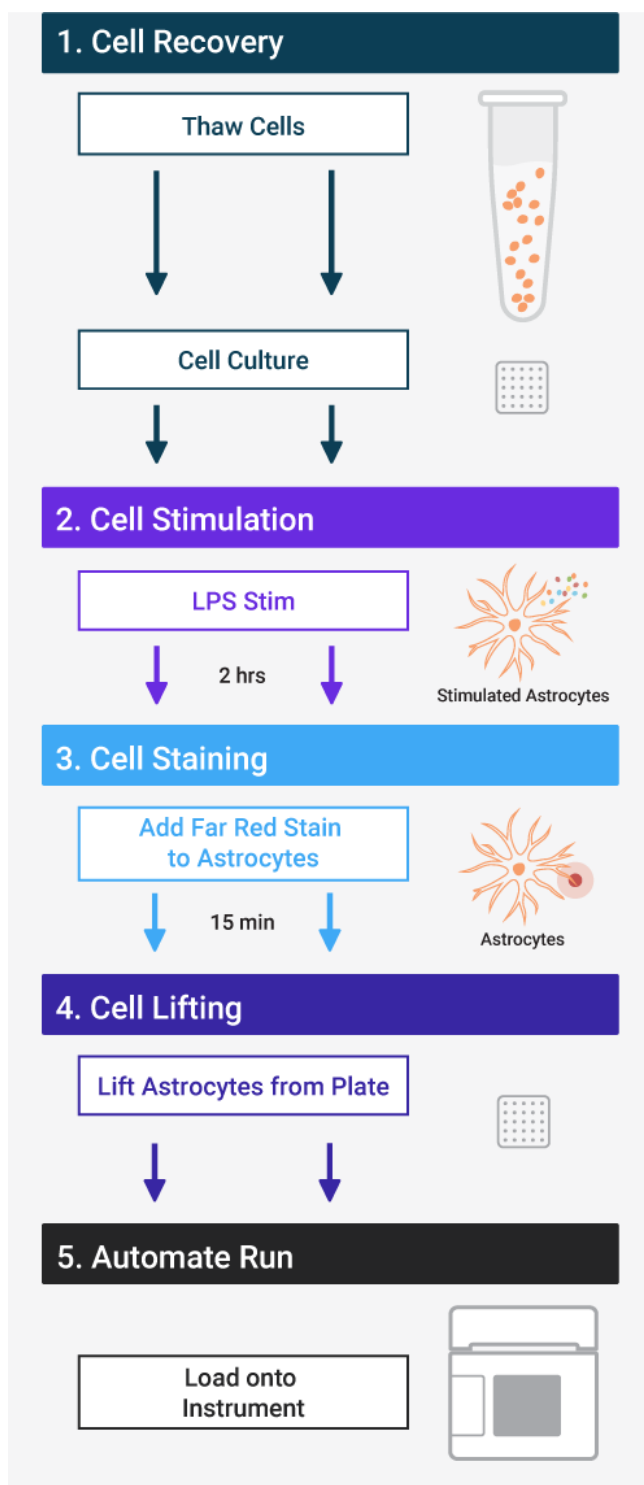 1. Cell Recovery
Thaw Cells
Cell Culture
2. Cell Stimulation
LPS Stim
2 hrs
Stimulated Astrocytes
3. Cell Staining
Add Far Red Stain
to Astrocytes
15 min
Astrocytes
4. Cell Lifting
Lift Astrocytes from Plate
5. Automate Run
Load onto
Instrument